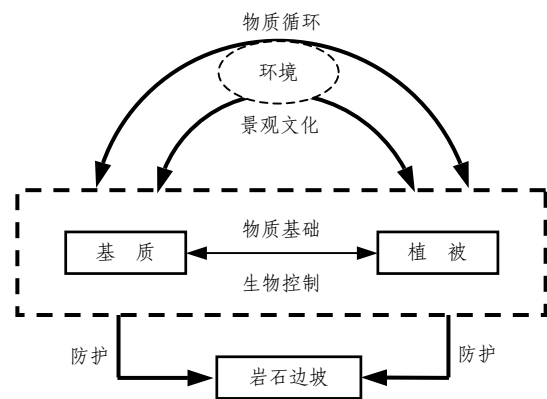 物质循环
环境
景观文化
基 质
物质基础
植 被
生物控制
防护
防护
岩石边坡